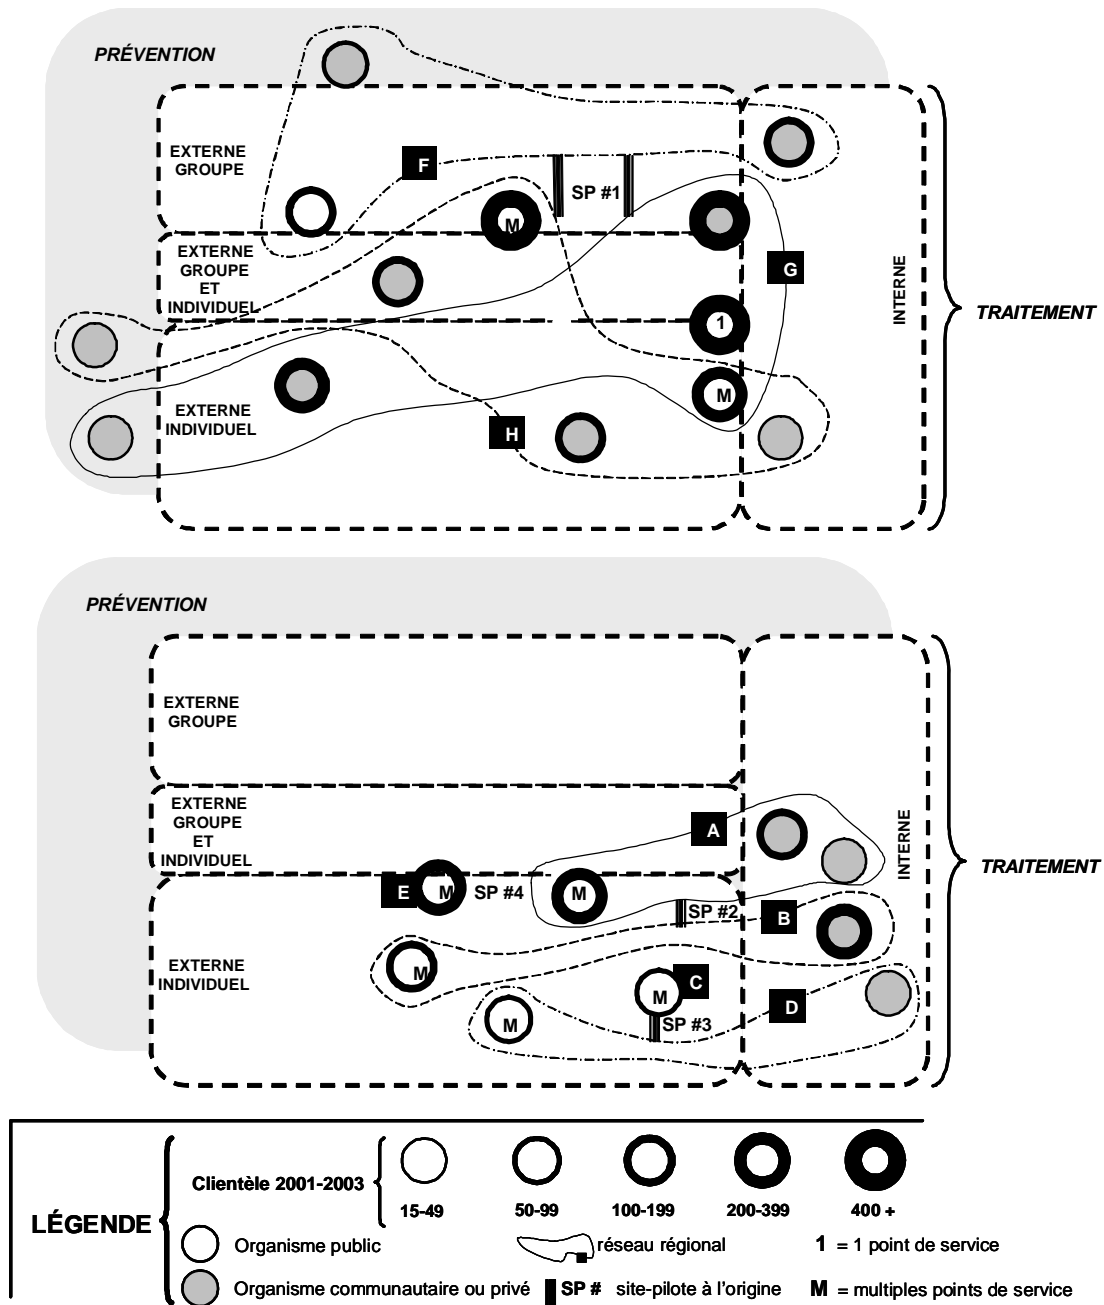 PRÉVENTION
EXTERNE
GROUPE
F
SP #1
M
EXTERNE
GROUPE
ET
INDIVIDUEL
G
INTERNE
TRAITEMENT
1
M
EXTERNE
INDIVIDUEL
H
PRÉVENTION
EXTERNE
GROUPE
EXTERNE
GROUPE
ET
INDIVIDUEL
A
INTERNE
TRAITEMENT
E
M
SP #4
M
SP #2
B
EXTERNE
INDIVIDUEL
M
C
M
D
M
SP #3
LÉGENDE
Clientèle 2001-2003
15-49
50-99
100-199
200-399
400 +
Organisme public
réseau régional
1 = 1 point de service
Organisme communautaire ou privé
SP # site-pilote à l'origine
M = multiples points de service